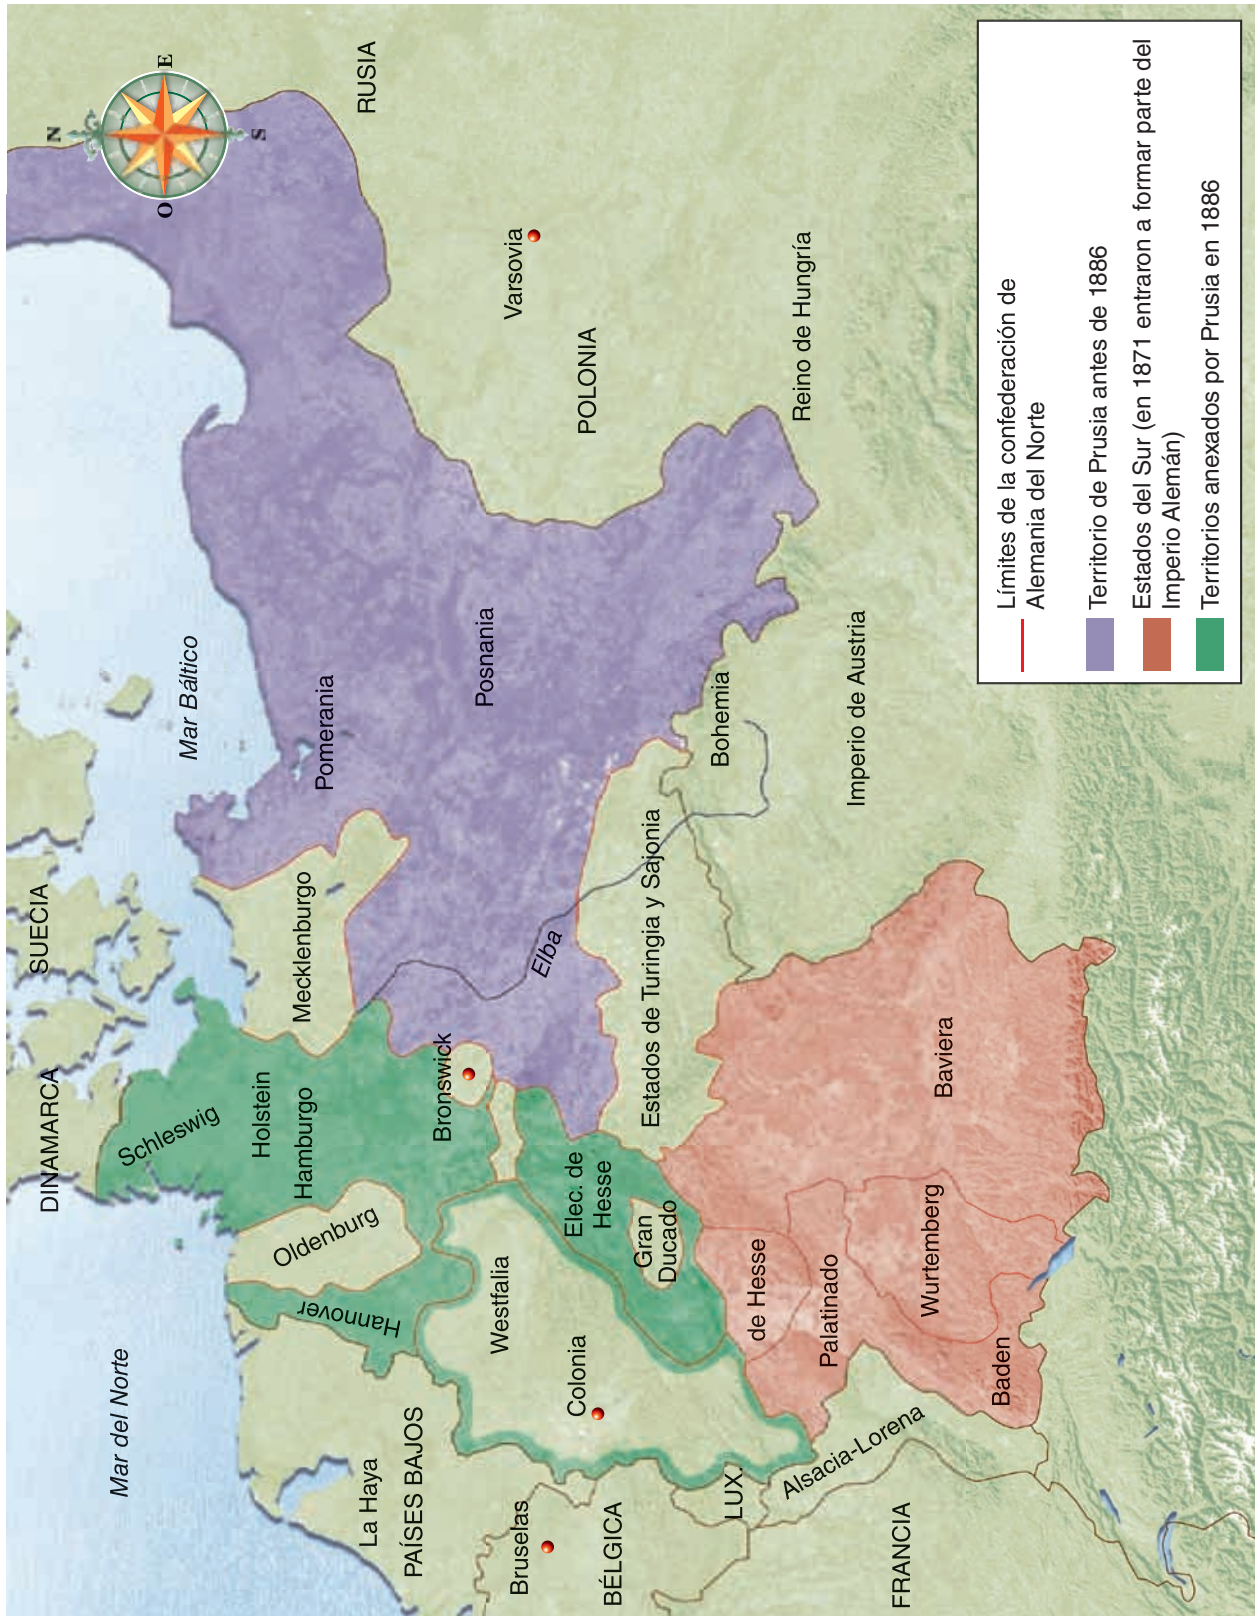 N
E
S
O
RUSIA
SUECIA
DINAMARCA
Mar Báltico
Mar del Norte
Schleswig
Holstein
Hamburgo
Mecklenburgo
Pomerania
Posnania
Varsovia
POLONIA
Reino de Hungría
Oldenburg
Hannover
Bronswick
Elba
Westfalia
Colonia
Elec. de
Hesse
Gran
Ducado
de Hesse
Estados de Turingia y Sajonia
Bohemia
Imperio de Austria
La Haya
PAÍSES BAJOS
Bruselas
BÉLGICA
LUX.
Alsacia-Lorena
FRANCIA
Palatinado
Wurtemberg
Baden
Baviera
Límites de la confederación de
Alemania del Norte
Territorio de Prusia antes de 1886
Estados del Sur (en 1871 entraron a formar parte del
Imperio Alemán)
Territorios anexados por Prusia en 1886